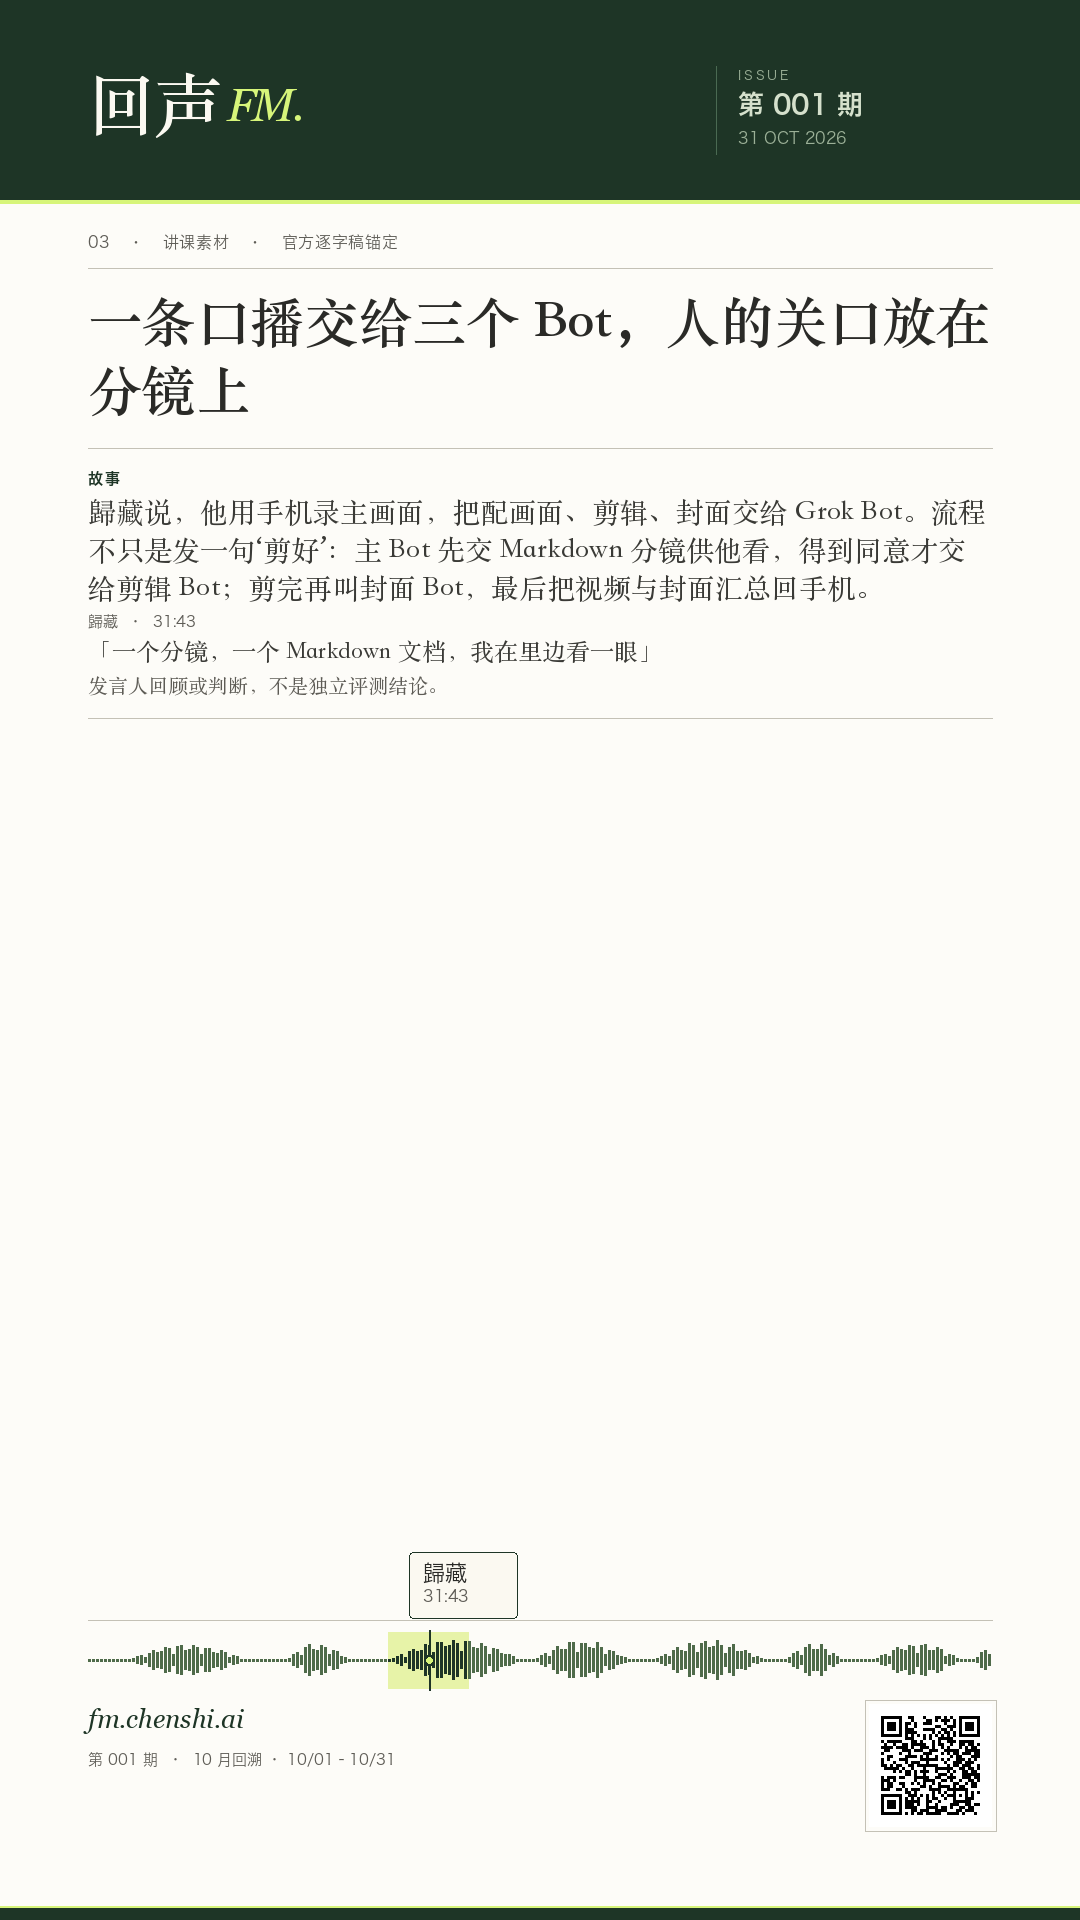 回声 FM.
ISSUE
第 001 期
31 OCT 2026
03 · 讲课素材 · 官方逐字稿锚定
一条口播交给三个 Bot，人的关口放在
分镜上
故事
歸藏说，他用手机录主画面，把配画面、剪辑、封面交给 Grok Bot。流程
不只是发一句‘剪好’：主 Bot 先交 Markdown 分镜供他看，得到同意才交
给剪辑 Bot；剪完再叫封面 Bot，最后把视频与封面汇总回手机。
歸藏 · 31:43
「一个分镜，一个 Markdown 文档，我在里边看一眼」
发言人回顾或判断，不是独立评测结论。
歸藏
31:43
fm.chenshi.ai
第 001 期 · 10 月回溯 · 10/01 - 10/31